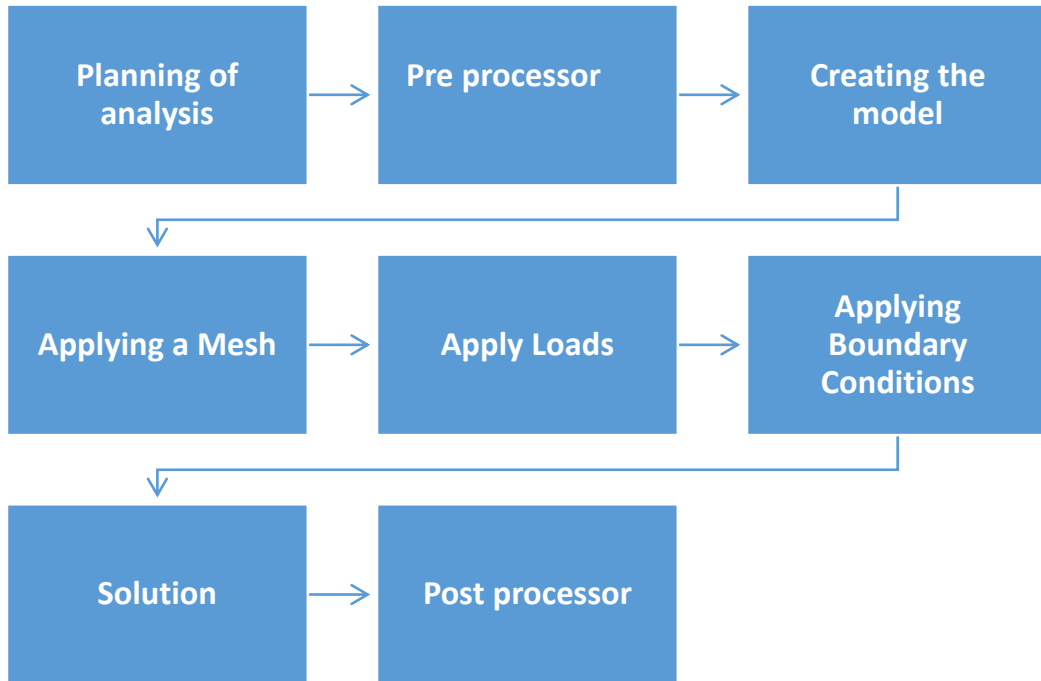 Planning of
analysis
Pre processor
Creating the
model
Applying a Mesh
Apply Loads
Applying
Boundary
Conditions
Solution
Post processor